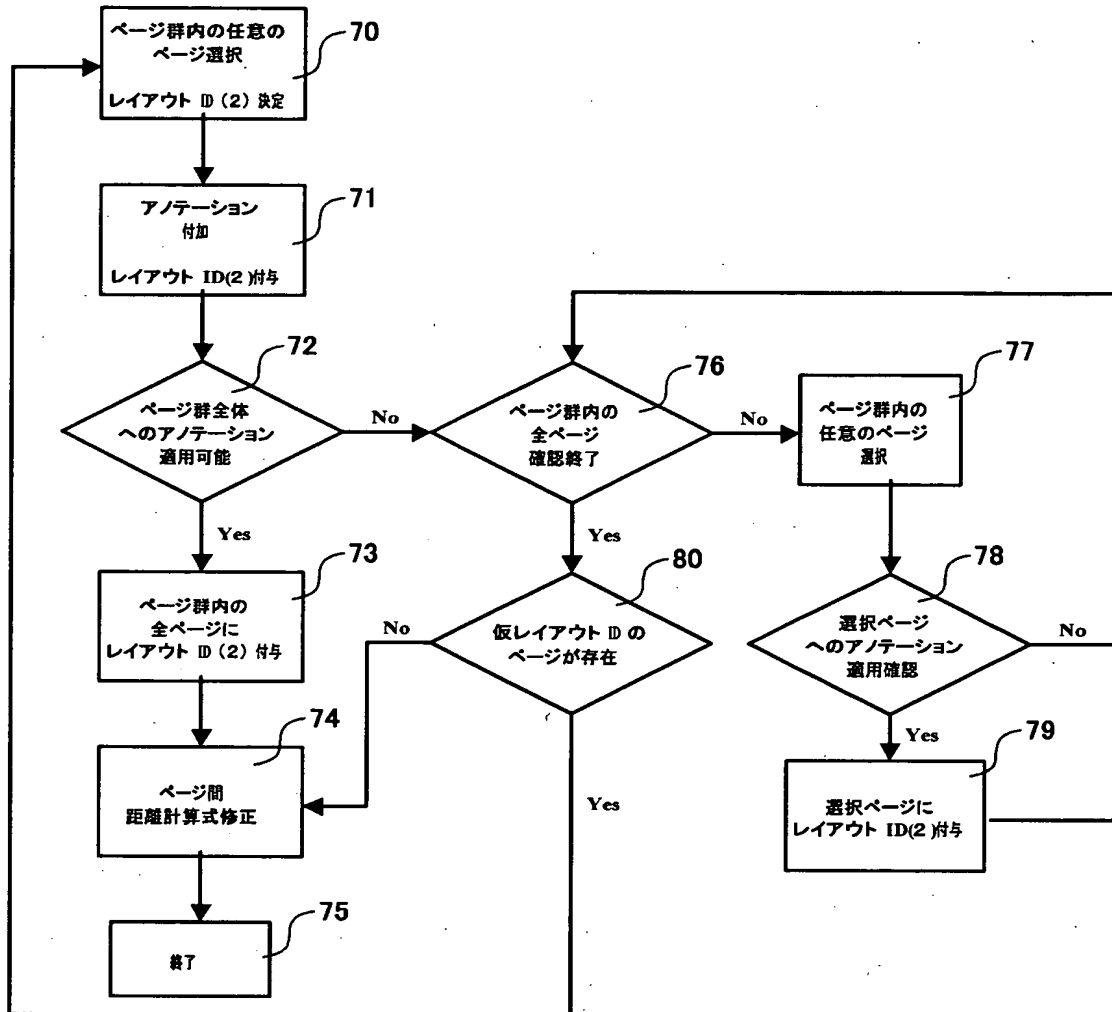 ページ群内の任意の
ページ選択
レイアウト ID (2) 決定
70
アノテーション
付加
レイアウト ID(2)付与
71
ページ群全体
へのアノテーション
適用可能
72
No
Yes
ページ群内の
全ページ
確認終了
76
No
Yes
ページ群内の
任意のページ
選択
77
ページ群内の
全ページに
レイアウト ID (2) 付与
73
仮レイアウト ID の
ページが存在
80
No
Yes
選択ページ
へのアノテーション
適用確認
78
No
Yes
ページ間
距離計算式修正
74
選択ページに
レイアウト ID(2)付与
79
終了
75